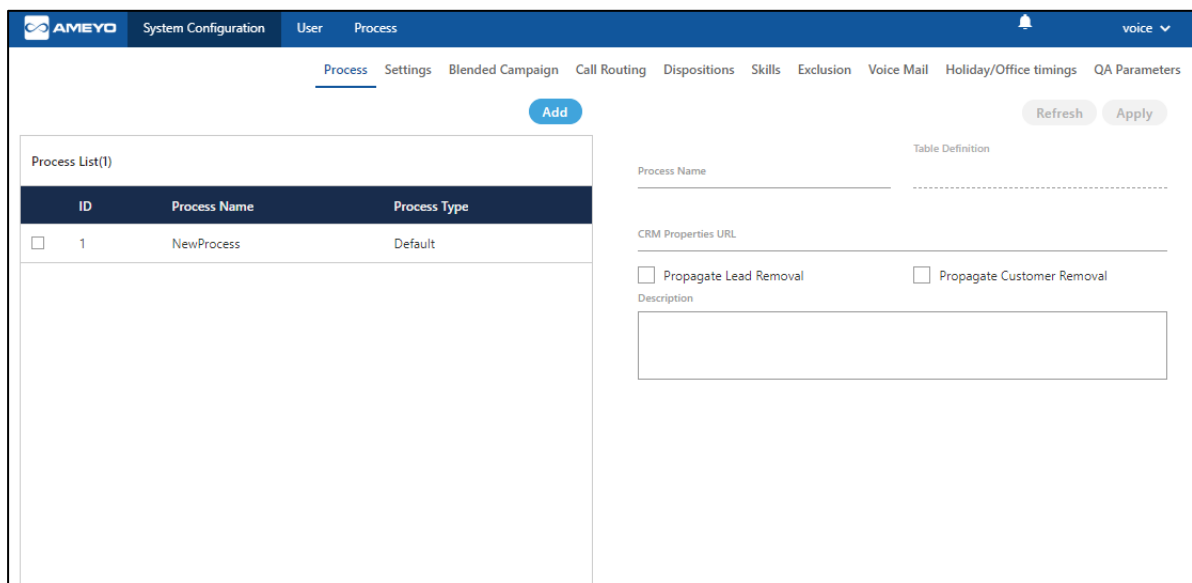 AMEYO System Configuration User Process voice
Process Settings Blended Campaign Call Routing Dispositions Skills Exclusion Voice Mail Holiday/Office timings QA Parameters
Add Refresh Apply
Process List(1)
ID Process Name Process Type
1 NewProcess Default
Table Definition
Process Name
CRM Properties URL
Propagate Lead Removal Propagate Customer Removal
Description